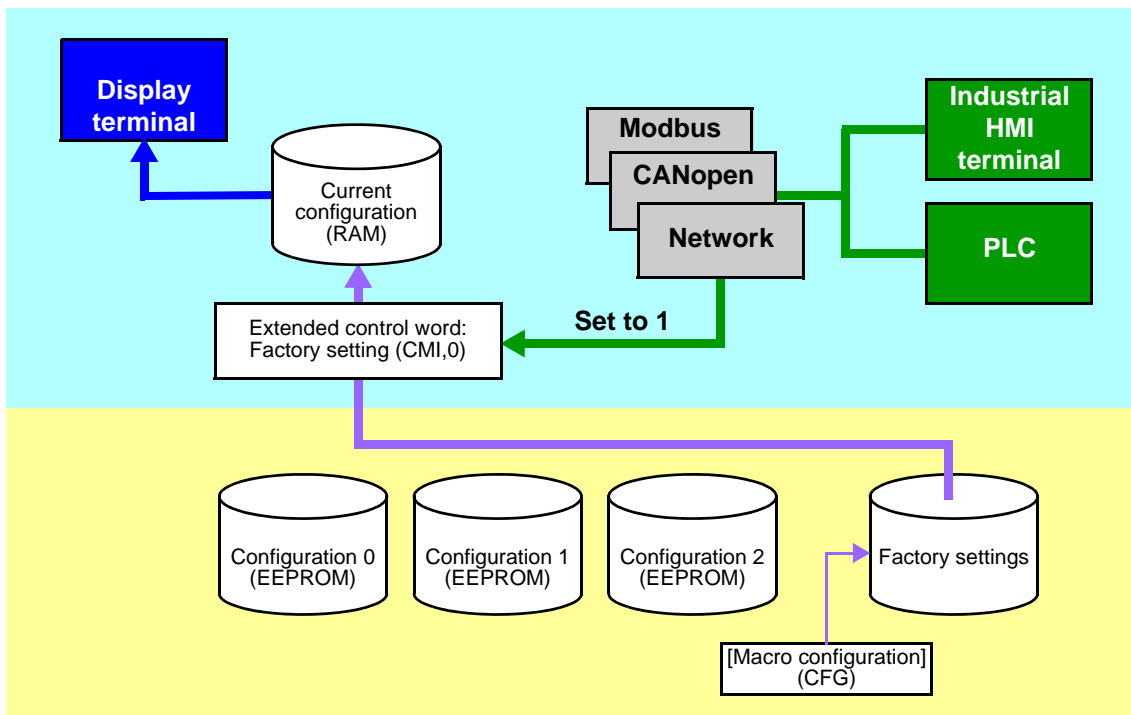 Display
terminal
Current
configuration
(RAM)
Modbus
CANopen
Network
Industrial
HMI
terminal
PLC
Extended control word:
Factory setting (CMI,0)
Set to 1
Configuration 0
(EEPROM)
Configuration 1
(EEPROM)
Configuration 2
(EEPROM)
Factory settings
[Macro configuration]
(CFG)